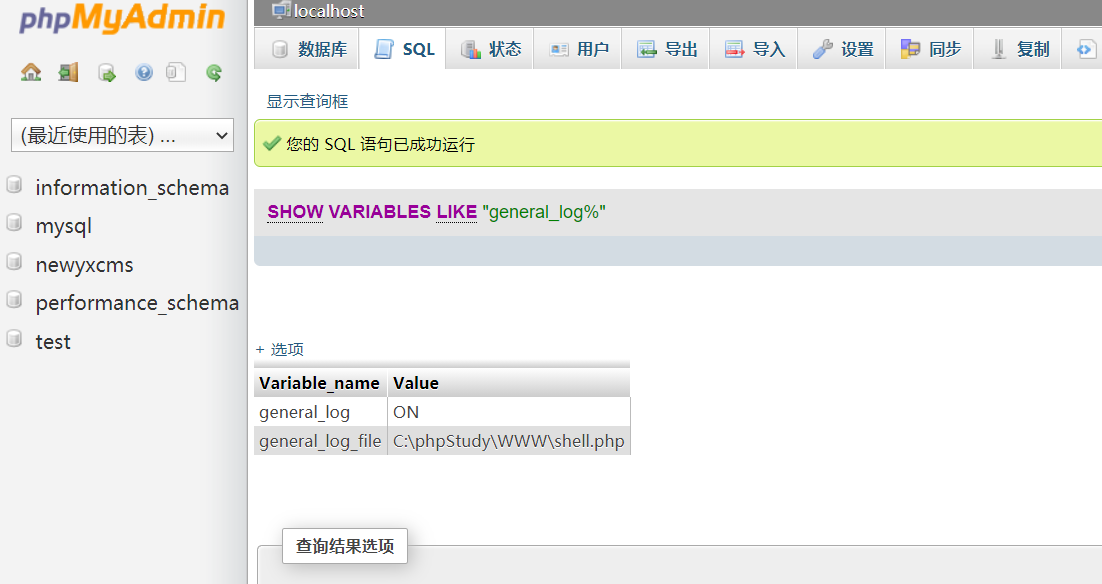 phpMyAdmin
(最近使用的表) ...
information_schema
mysql
newyxcms
performance_schema
test
localhost
数据库 SQL 状态 用户 导出 导入 设置 同步 复制
显示查询框
您的 SQL 语句已成功运行
SHOW VARIABLES LIKE "general_log%"
+ 选项
Variable_name Value
general_log ON
general_log_file C:\phpStudy\WWW\shell.php
查询结果选项